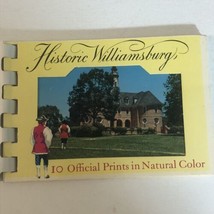 Historic Williamsburg
10 Official Prints in Natural Color